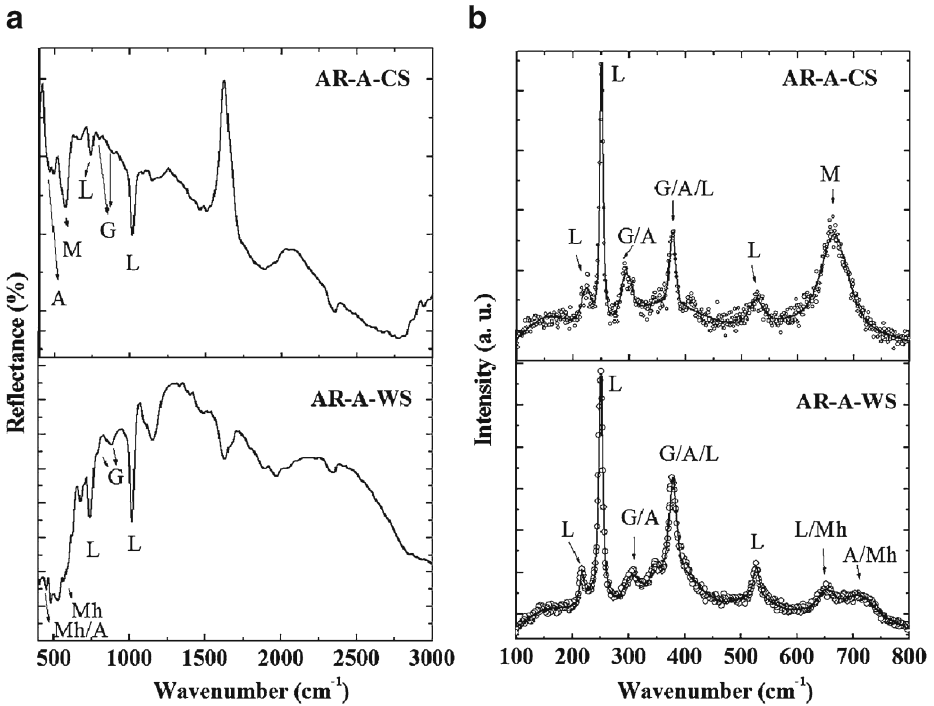 a
AR-A-CS
L
G
M
L
A
Reflectance (%)
AR-A-WS
G
L
L
Mh
Mh/A
500 1000 1500 2000 2500 3000
Wavenumber (cm⁻¹)
b
L
AR-A-CS
G/A/L
M
L
G/A
L
Intensity (a. u.)
L
AR-A-WS
G/A/L
L
G/A
L
L/Mh
A/Mh
100 200 300 400 500 600 700 800
Wavenumber (cm⁻¹)